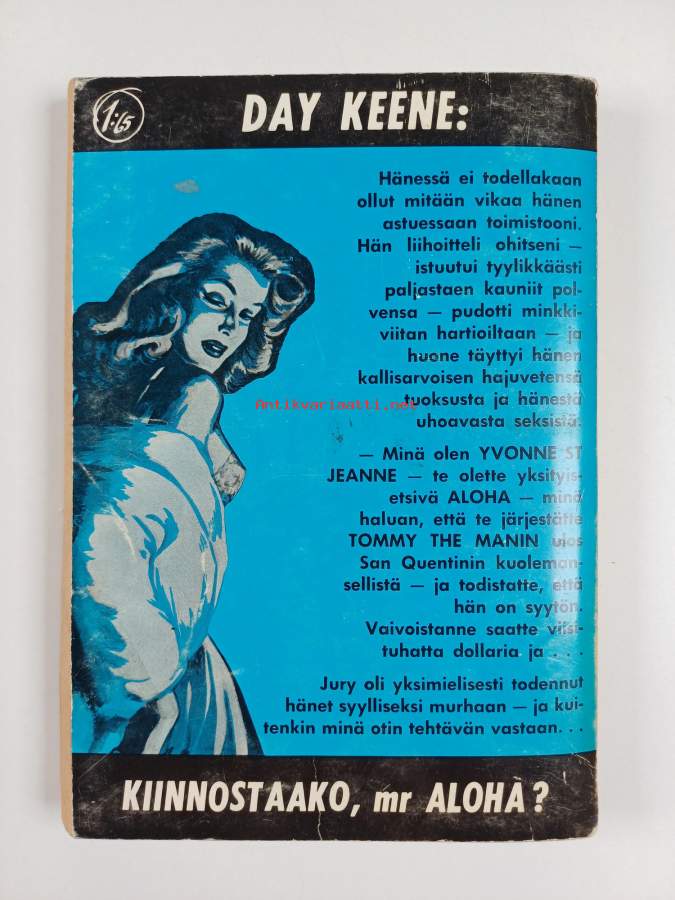 1:65
DAY KEENE:
Hänessä ei todellakaan
ollut mitään vikaa hänen
astuessaan toimistooni.
Hän liihoitteli ohitseni —
istuutui tyylikkäästi
paljastaen kauniit pol-
vensa — pudotti minkki-
viitan hartioiltaan — ja
huone täyttyi hänen
kallisarvoisen hajuvetensä
Antikvariaatti.net
tuoksusta ja hänestä
uhoavasta seksistä.
— Minä olen YVONNE ST
JEANNE — te olette yksityis-
etsivä ALOHA — minä
haluan, että te järjestätte
TOMMY THE MANIN ulos
San Quentinin kuoleman-
sellistä — ja todistatte, että
hän on syytön.
Vaivoistanne saatte viisi-
tuhatta dollaria ja . . .
Jury oli yksimielisesti todennut
hänet syylliseksi murhaan — ja kui-
tenkin minä otin tehtävän vastaan. . .
KIINNOSTAAKO, mr ALOHA?